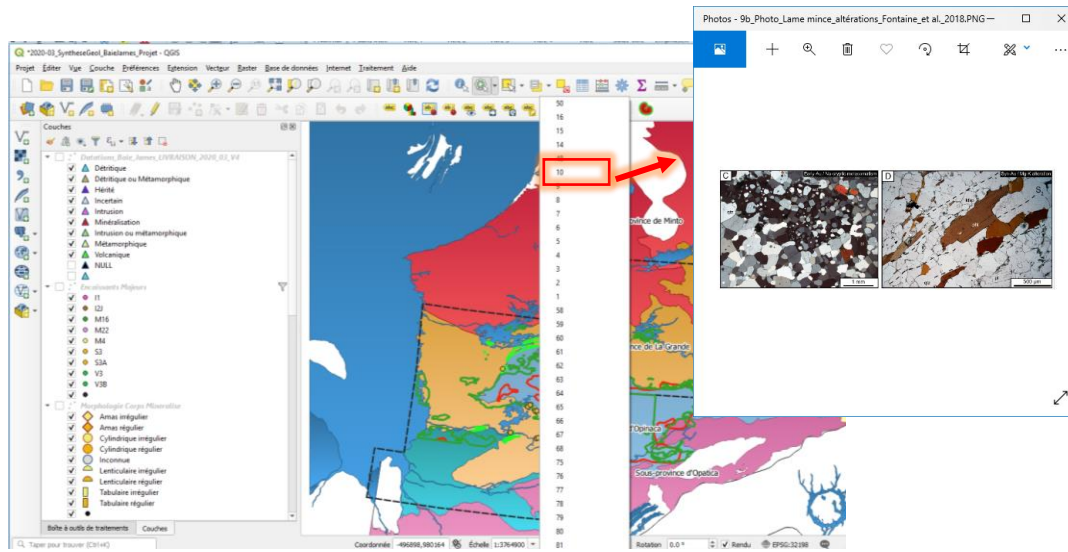 Photos - 9b_Photo_Lame mince_altérations_Fontaine_et al._2018.PNG
*2020-03_SyntheseGeol_BaieJames_Projet - QGIS
Projet Éditer Vue Couche Préférences Extension Vecteur Raster Base de données Internet Traitement Aide
Couches
Datations_Baie_James_LIVRAISON_2020_03_V4
Détritique
Détritique ou Métamorphique
Hérité
Incertain
Intrusion
Minéralisation
Intrusion ou métamorphique
Métamorphique
Volcanique
NULL
Encaissants Majeurs
I1
I2J
M16
M22
M4
S3
S3A
V3
V3B
Morphologie Corps Mineralise
Amas irrégulier
Amas régulier
Cylindrique irrégulier
Cylindrique régulier
Inconnue
Lenticulaire irrégulier
Lenticulaire régulier
Tabulaire irrégulier
Tabulaire régulier
Boîte à outils de traitements Couches
Taper pour trouver (Ctrl+K)
Coordonnée -496898,980164 Échelle 1:3764900
50
16
15
14
10
9
8
7
6
5
4
3
2
1
58
59
60
61
62
63
64
65
66
67
68
75
76
77
78
79
80
81
ovince de Minto
nce de La Grande
d'Opinaca
Sous-province d'Opatica
Rotation 0.0 ° Rendu EPSG:32198
C
1 mm
D
S
500 µm